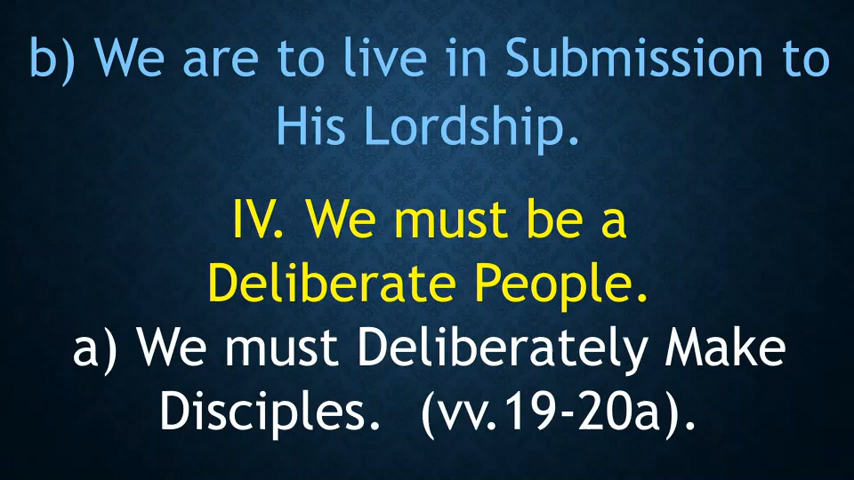 b) We are to live in Submission to
His Lordship.
IV. We must be a
Deliberate People.
a) We must Deliberately Make
Disciples.  (vv.19-20a).